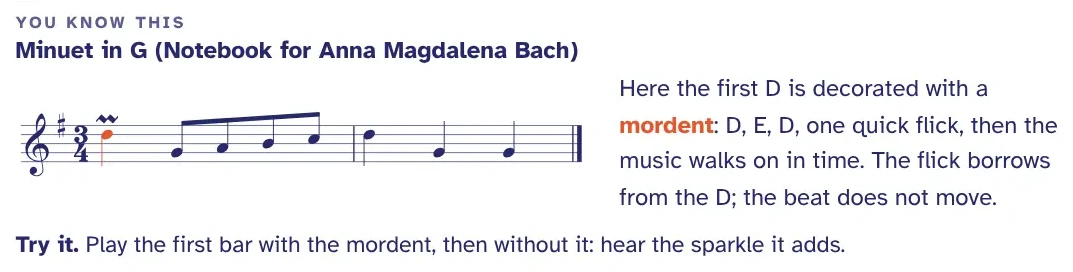 YOU KNOW THIS
Minuet in G (Notebook for Anna Magdalena Bach)
3
4
Here the first D is decorated with a
mordent: D, E, D, one quick flick, then the
music walks on in time. The flick borrows
from the D; the beat does not move.
Try it. Play the first bar with the mordent, then without it: hear the sparkle it adds.